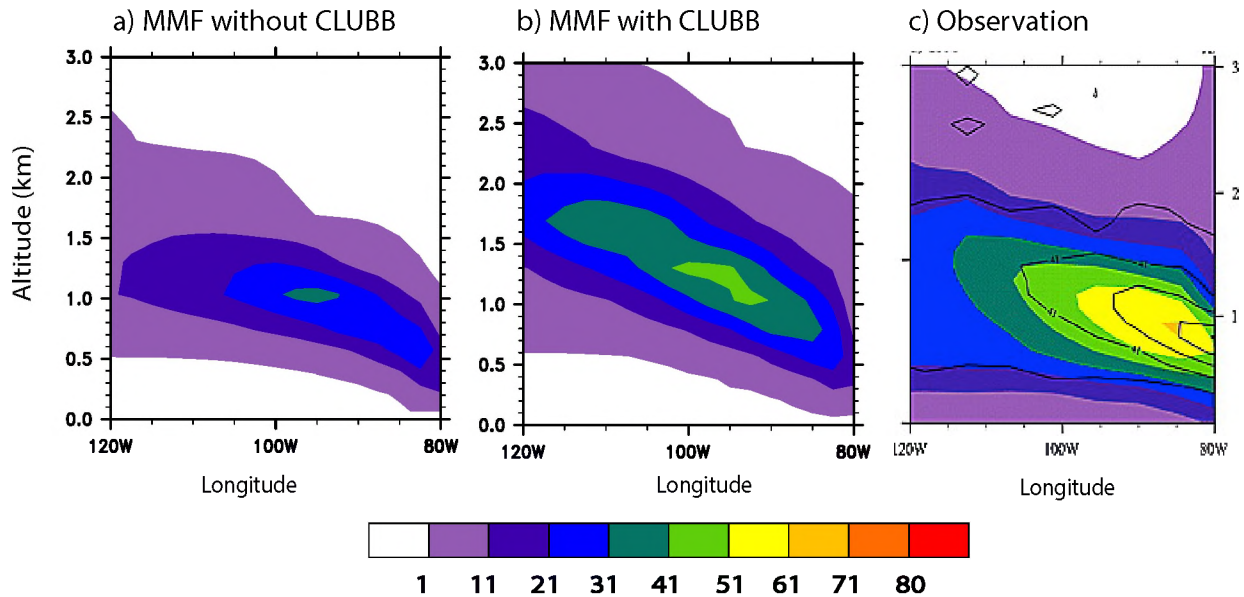 a) MMF without CLUBB
b) MMF with CLUBB
c) Observation
3.0
2.5
2.0
1.5
1.0
0.5
0.0
120W 100W 80W
Longitude
Altitude (km)
3.0
2.5
2.0
1.5
1.0
0.5
0.0
120W 100W 80W
Longitude
3
2
1
41
41
41
120W 100W 80W
Longitude
1 11 21 31 41 51 61 71 80